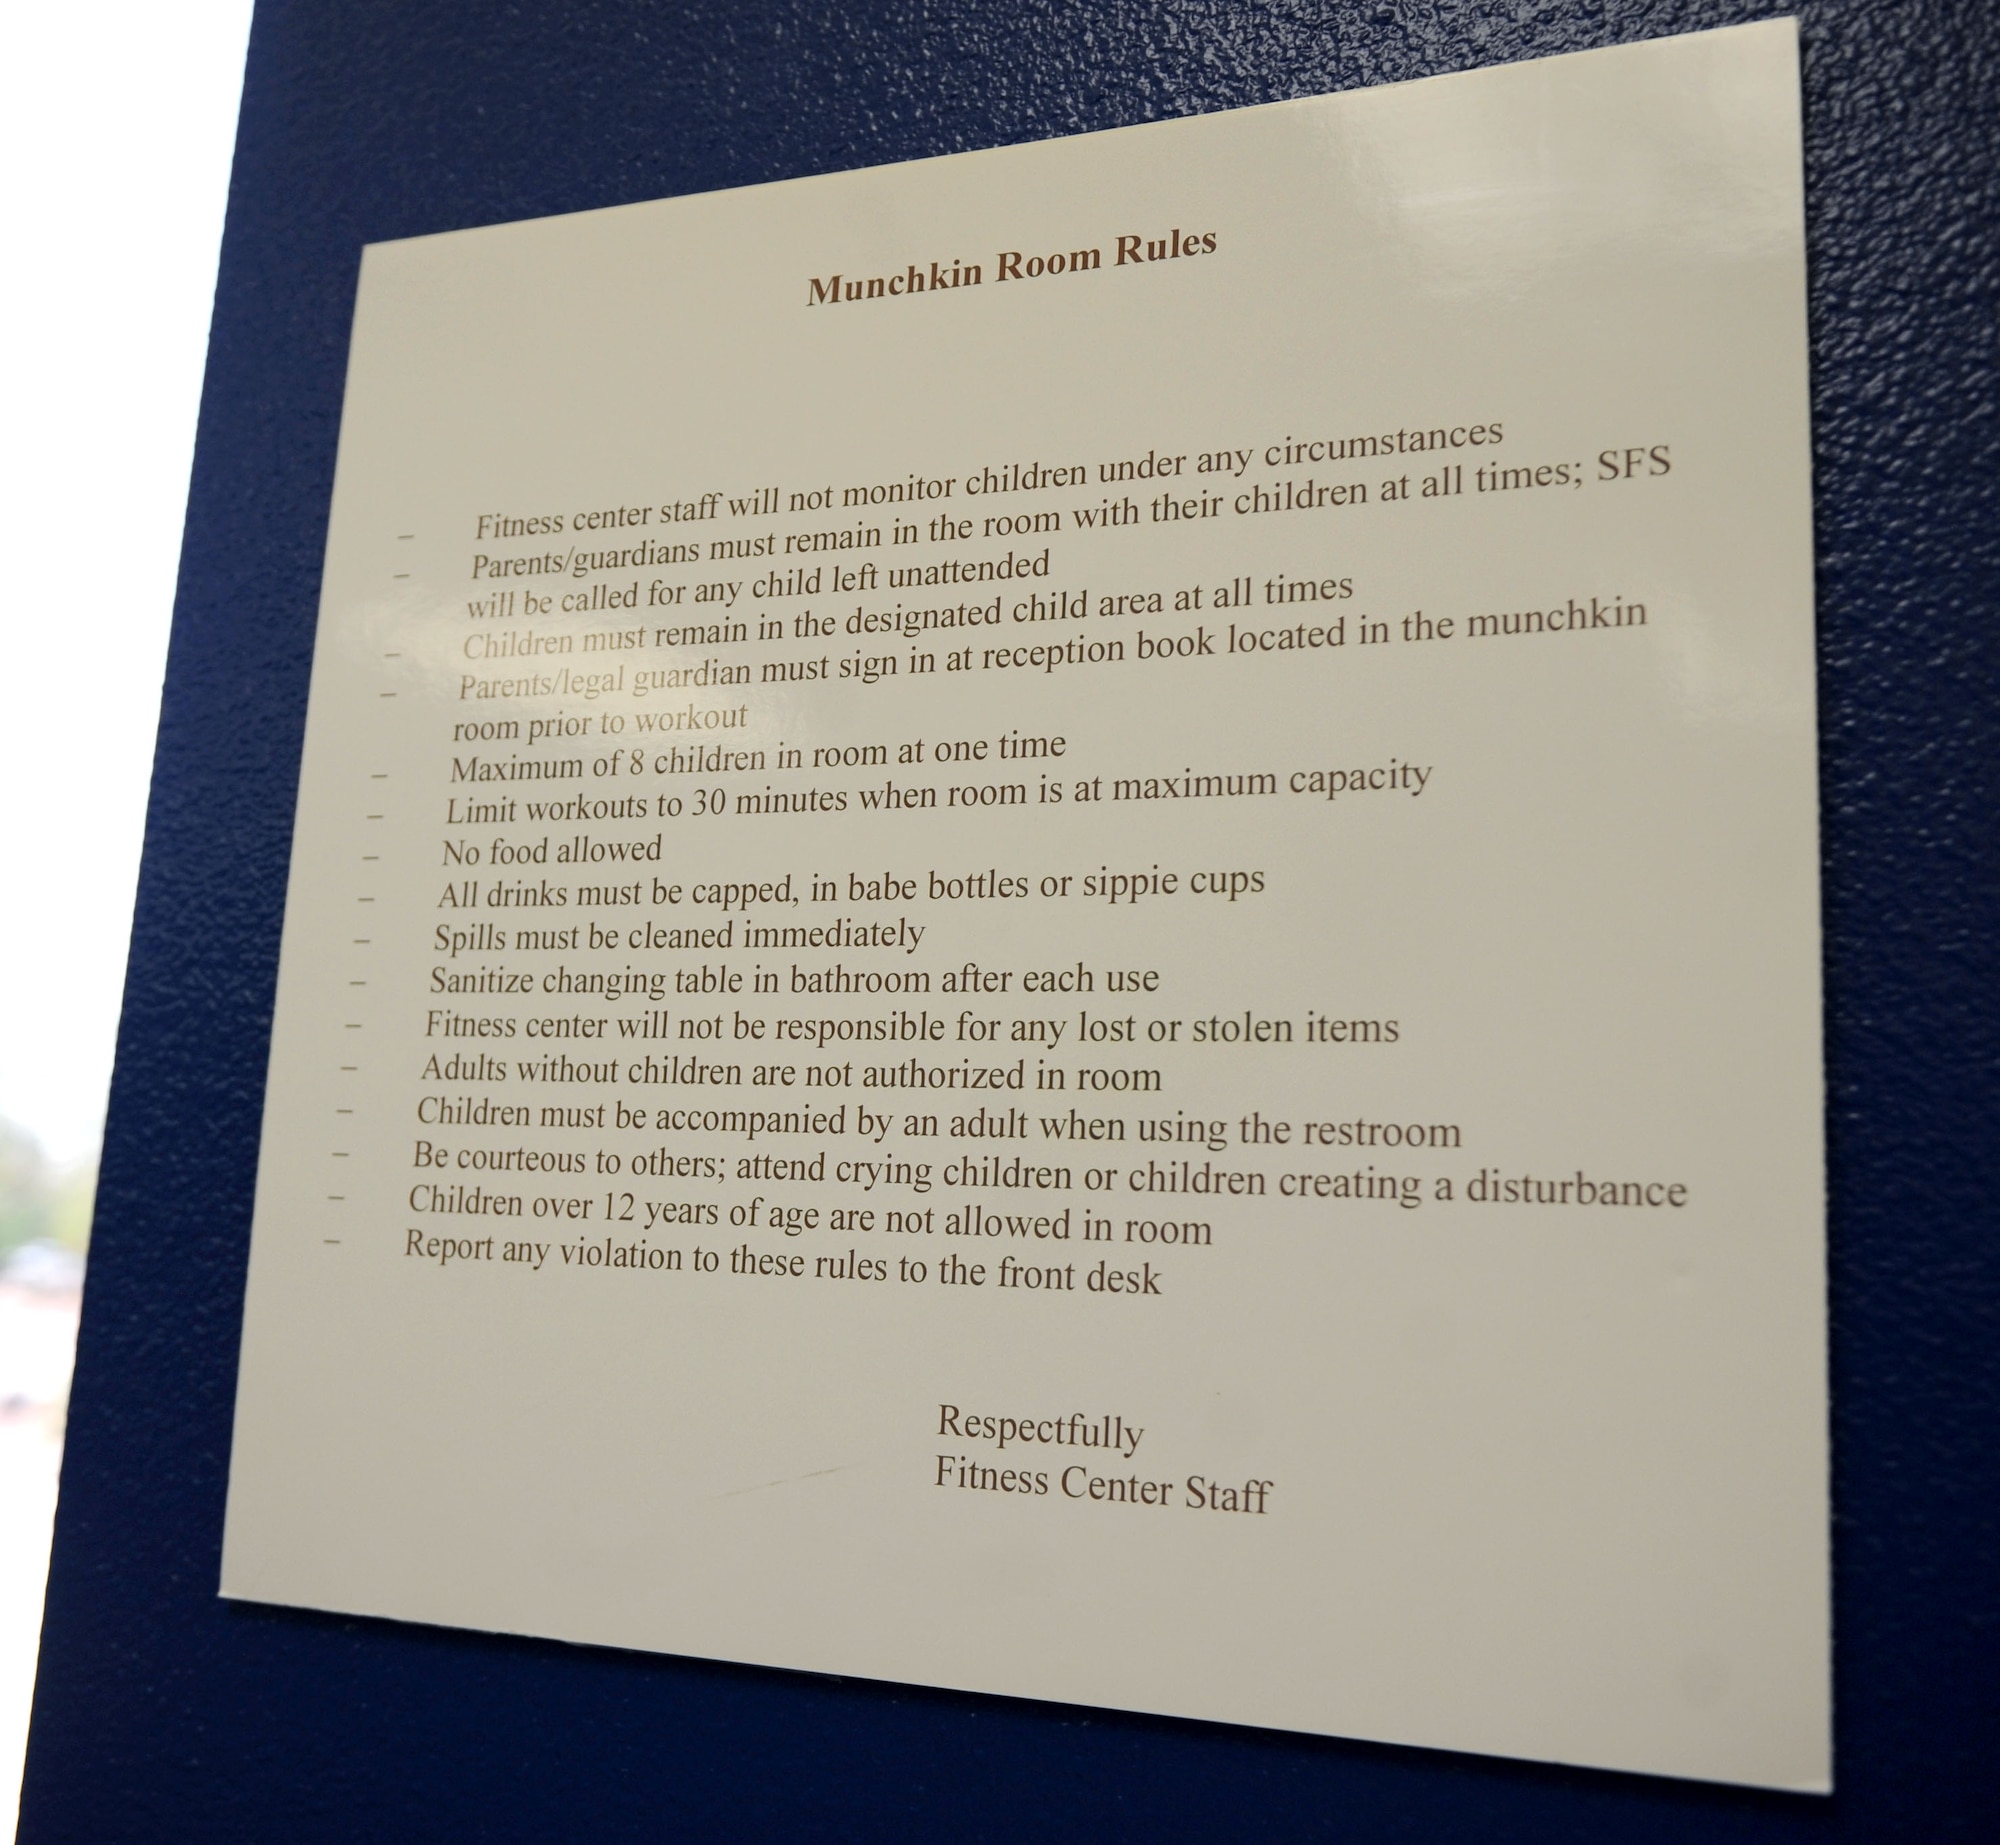 Munchkin Room Rules
– Fitness center staff will not monitor children under any circumstances
– Parents/guardians must remain in the room with their children at all times; SFS
will be called for any child left unattended
– Children must remain in the designated child area at all times
– Parents/legal guardian must sign in at reception book located in the munchkin
room prior to workout
– Maximum of 8 children in room at one time
– Limit workouts to 30 minutes when room is at maximum capacity
– No food allowed
– All drinks must be capped, in babe bottles or sippie cups
– Spills must be cleaned immediately
– Sanitize changing table in bathroom after each use
– Fitness center will not be responsible for any lost or stolen items
– Adults without children are not authorized in room
– Children must be accompanied by an adult when using the restroom
– Be courteous to others; attend crying children or children creating a disturbance
– Children over 12 years of age are not allowed in room
– Report any violation to these rules to the front desk
Respectfully
Fitness Center Staff